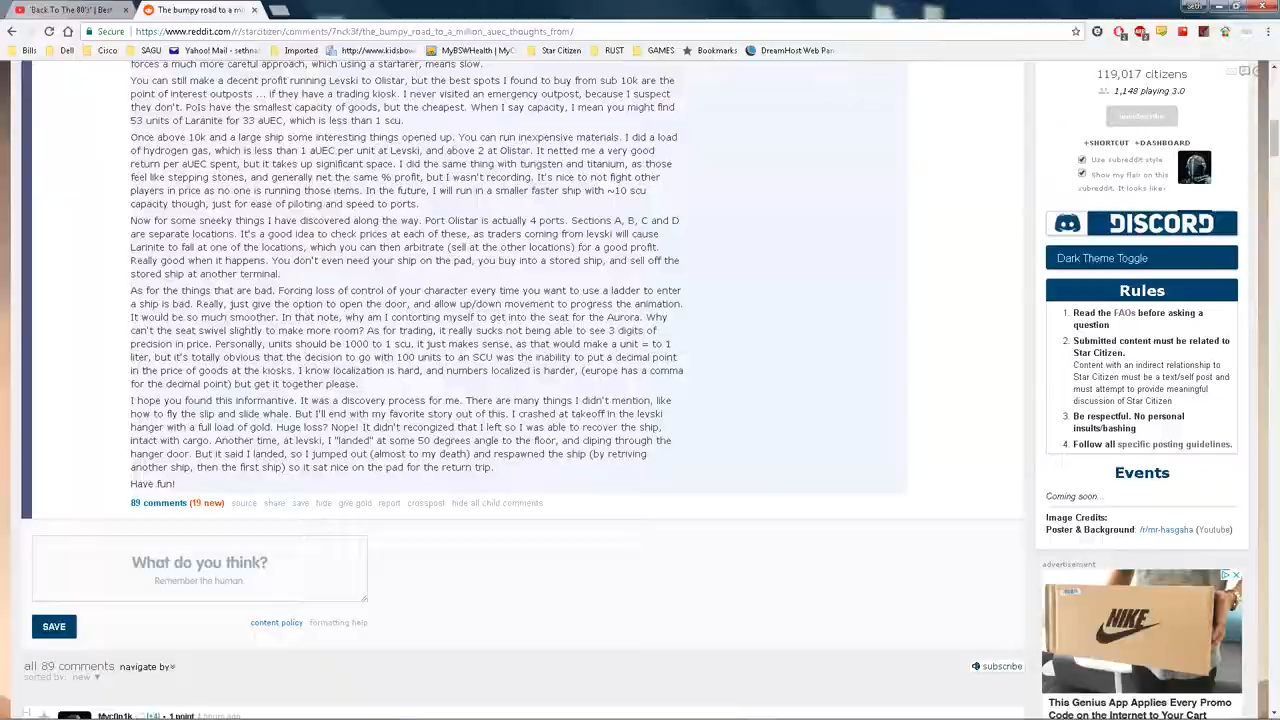 'Back To The 80's' | Best
The bumpy road to a mil
Seth
Secure
https://www.reddit.com/r/starcitizen/comments/7nck3f/the_bumpy_road_to_a_million_auec_thoughts_from/
Bills
Dell
Cisco
SAGU
Yahoo! Mail - sethna
Imported
http://www.kidsbow
MyBSWHealth | MyC
Star Citizen
RUST
GAMES
Bookmarks
DreamHost Web Pan
forces a much more careful approach, which using a starfarer, means slow.
You can still make a decent profit running Levski to Olistar, but the best spots I found to buy from sub 10k are the
point of interest outposts ... if they have a trading kiosk. I never visited an emergency outpost, because I suspect
they don't. PoIs have the smallest capacity of goods, but the cheapest. When I say capacity, I mean you might find
53 units of Laranite for 33 aUEC, which is less than 1 scu.
Once above 10k and a large ship some interesting things opened up. You can run inexpensive materials. I did a load
of hydrogen gas, which is less than 1 aUEC per unit at Levski, and above 2 at Olistar. It netted me a very good
return per aUEC spent, but it takes up significant space. I did the same thing with tungsten and titanium, as those
feel like stepping stones, and generally net the same % profit, but I wasn't recording. It's nice to not fight other
players in price as no one is running those items. In the future, I will run in a smaller faster ship with ~10 scu
capacity though, just for ease of piloting and speed to ports.
Now for some sneeky things I have discovered along the way. Port Olistar is actually 4 ports. Sections A, B, C and D
are separate locations. It's a good idea to check prices at each of these, as traders coming from levski will cause
Larinite to fall at one of the locations, which you can then arbitrate (sell at the other locations) for a good profit.
Really good when it happens. You don't even need your ship on the pad, you buy into a stored ship, and sell off the
stored ship at another terminal.
As for the things that are bad. Forcing loss of control of your character every time you want to use a ladder to enter
a ship is bad. Really, just give the option to open the door, and allow up/down movement to progress the animation.
It would be so much smoother. In that note, why am I contorting myself to get into the seat for the Aurora. Why
can't the seat swivel slightly to make more room? As for trading, it really sucks not being able to see 3 digits of
precision in price. Personally, units should be 1000 to 1 scu, it just makes sense, as that would make a unit = to 1
liter, but it's totally obvious that the decision to go with 100 units to an SCU was the inability to put a decimal point
in the price of goods at the kiosks. I know localization is hard, and numbers localized is harder, (europe has a comma
for the decimal point) but get it together please.
I hope you found this informantive. It was a discovery process for me. There are many things I didn't mention, like
how to fly the slip and slide whale. But I'll end with my favorite story out of this. I crashed at takeoff in the levski
hanger with a full load of gold. Huge loss? Nope! It didn't recorgnized that I left so I was able to recover the ship,
intact with cargo. Another time, at levski, I "landed" at some 50 degrees angle to the floor, and cliping through the
hanger door. But it said I landed, so I jumped out (almost to my death) and respawned the ship (by retriving
another ship, then the first ship) so it sat nice on the pad for the return trip.
Have fun!
89 comments (19 new) source share save hide give gold report crosspost hide all child comments
What do you think?
Remember the human
SAVE
content policy formatting help
all 89 comments navigate by
sorted by: new
subscribe
Myc0n1k [+4] • 1 point
119,017 citizens
1,148 playing 3.0
unsubscribe
+SHORTCUT +DASHBOARD
Use subreddit style
Show my flair on this
subreddit. It looks like:
DISCORD
Dark Theme Toggle
Rules
1. Read the FAQs before asking a
question
2. Submitted content must be related to
Star Citizen.
Content with an indirect relationship to
Star Citizen must be a text/self post and
must attempt to provide meaningful
discussion of Star Citizen
3. Be respectful. No personal
insults/bashing
4. Follow all specific posting guidelines.
Events
Coming soon...
Image Credits:
Poster & Background: /r/mr-hasgaha (Youtube)
advertisement
NIKE
This Genius App Applies Every Promo
Code on the Internet to Your Cart